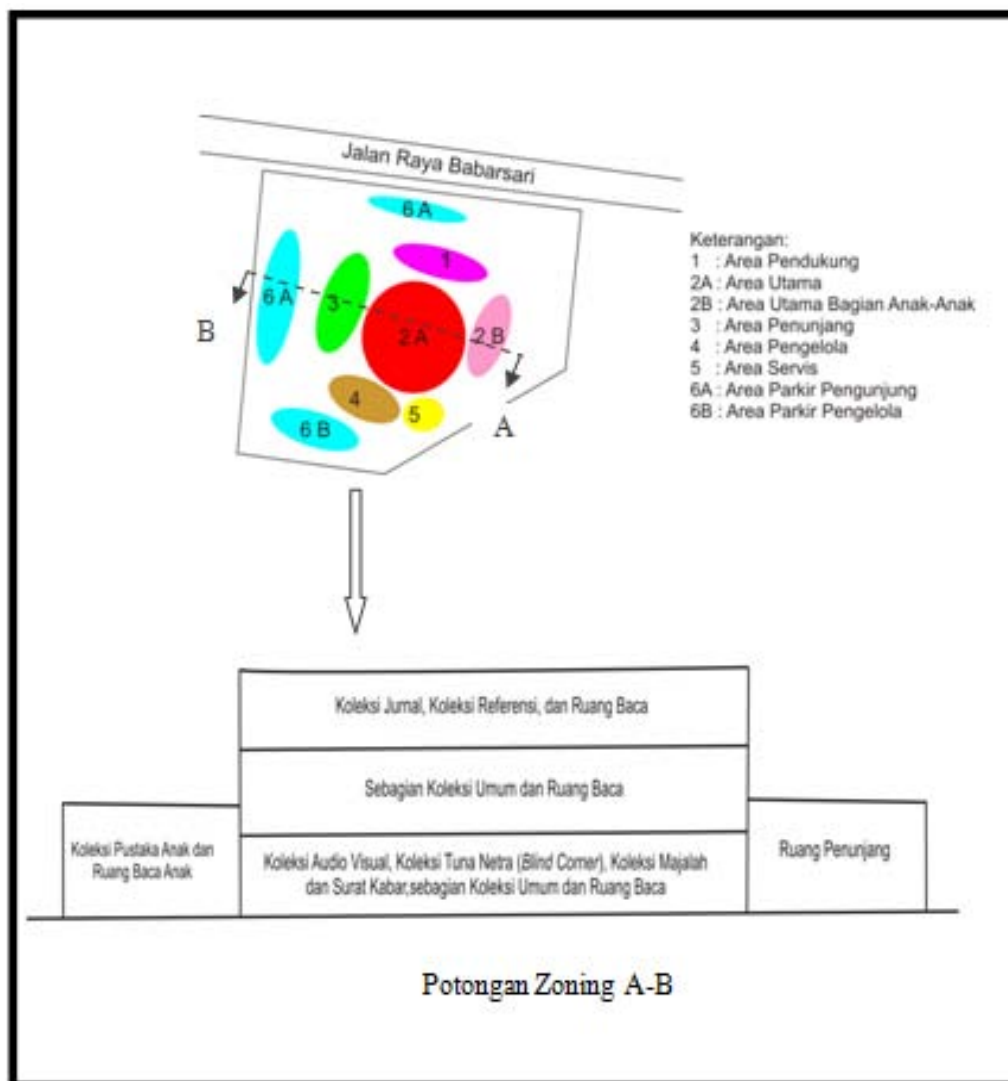 Jalan Raya Babarsari
6 A
1
6 A
3
2 A
2 B
B
4
5
A
6 B
Keterangan:
1 : Area Pendukung
2A : Area Utama
2B : Area Utama Bagian Anak-Anak
3 : Area Penunjang
4 : Area Pengelola
5 : Area Servis
6A : Area Parkir Pengunjung
6B : Area Parkir Pengelola
Koleksi Jurnal, Koleksi Referensi, dan Ruang Baca
Sebagian Koleksi Umum dan Ruang Baca
Koleksi Pustaka Anak dan
Ruang Baca Anak
Koleksi Audio Visual, Koleksi Tuna Netra (Blind Corner), Koleksi Majalah
dan Surat Kabar,sebagian Koleksi Umum dan Ruang Baca
Ruang Penunjang
Potongan Zoning A-B